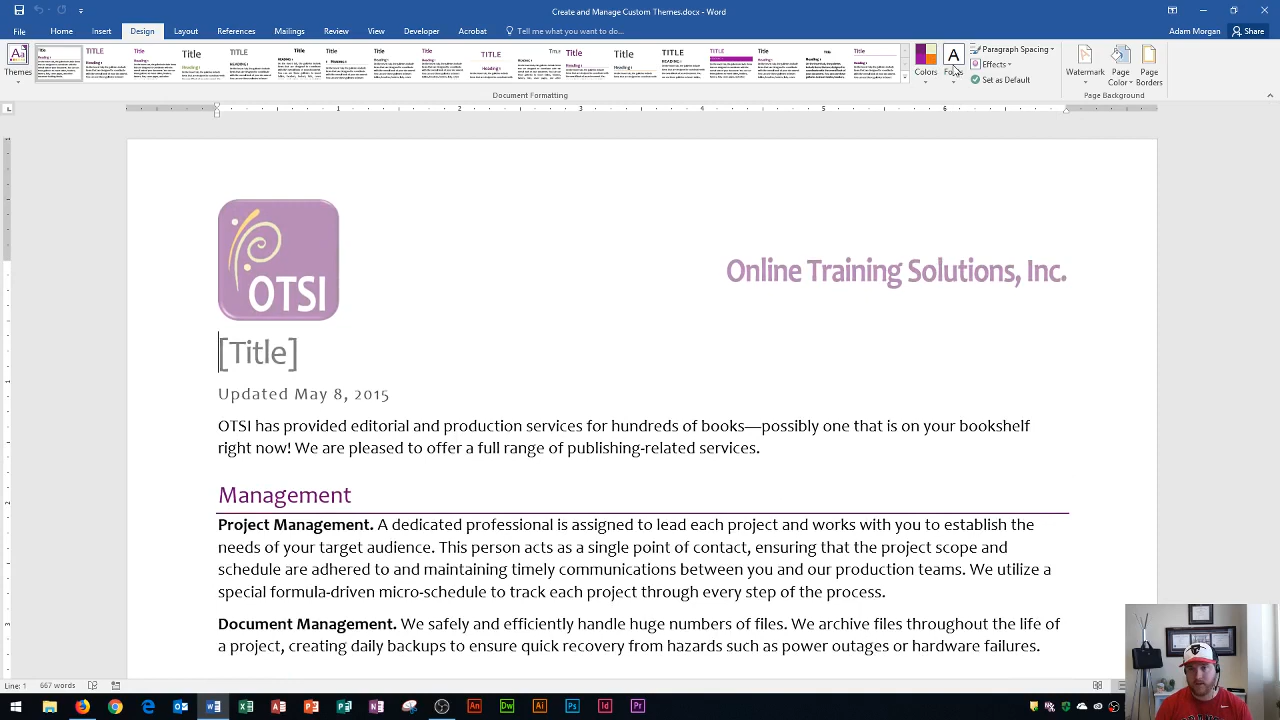 Create and Manage Custom Themes.docx - Word
File Home Insert Design Layout References Mailings Review View Developer Acrobat Tell me what you want to do... Adam Morgan Share
Colors
Paragraph Spacing
Effects
Set as Default
Watermark Page Color Page Borders
Document Formatting Page Background
1 2 3 4 5 6
OTSI
Online Training Solutions, Inc.
[Title]
Updated May 8, 2015
OTSI has provided editorial and production services for hundreds of books—possibly one that is on your bookshelf
right now! We are pleased to offer a full range of publishing-related services.
Management
Project Management. A dedicated professional is assigned to lead each project and works with you to establish the
needs of your target audience. This person acts as a single point of contact, ensuring that the project scope and
schedule are adhered to and maintaining timely communications between you and our production teams. We utilize a
special formula-driven micro-schedule to track each project through every step of the process.
Document Management. We safely and efficiently handle huge numbers of files. We archive files throughout the life of
a project, creating daily backups to ensure quick recovery from hazards such as power outages or hardware failures.
Line: 1 667 words